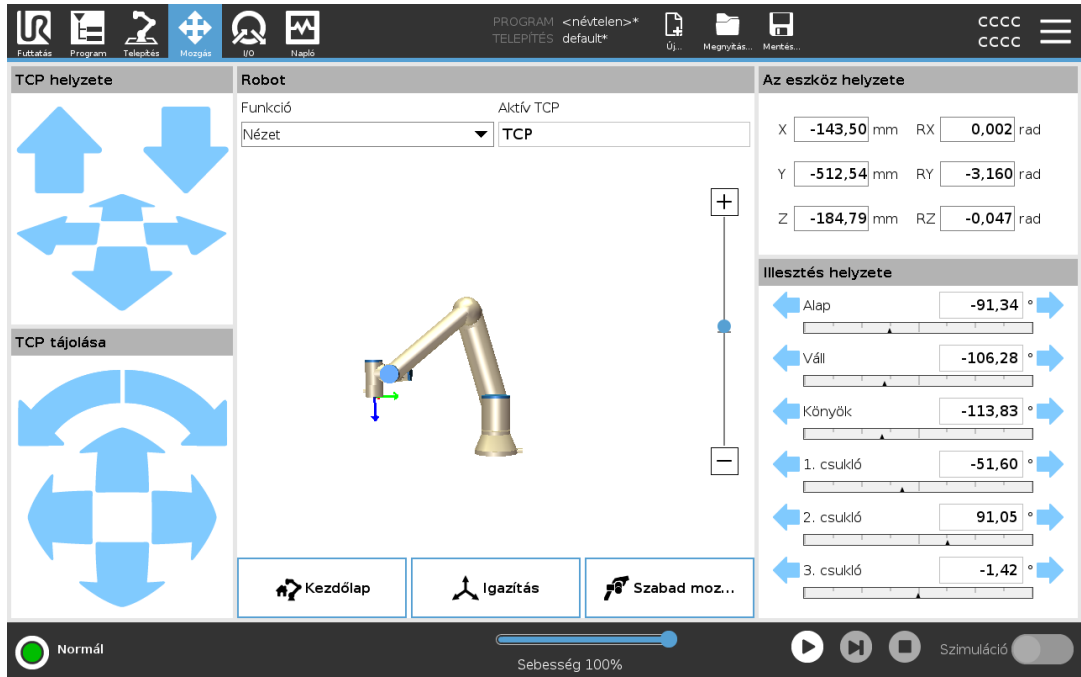 UR
Futtatás
Program
Telepítés
Mozgás
I/O
Napló
PROGRAM <névtelen>*
TELEPÍTÉS default*
Új...
Megnyitás...
Mentés...
CCCC
CCCC
TCP helyzete
Robot
Az eszköz helyzete
Funkció
Aktív TCP
Nézet
TCP
X -143,50 mm RX 0,002 rad
Y -512,54 mm RY -3,160 rad
Z -184,79 mm RZ -0,047 rad
Illesztés helyzete
Alap -91,34 °
Váll -106,28 °
Könyök -113,83 °
1. csukló -51,60 °
2. csukló 91,05 °
3. csukló -1,42 °
TCP tájolása
Kezdőlap
Igazítás
Szabad moz...
Normál
Sebesség 100%
Szimuláció